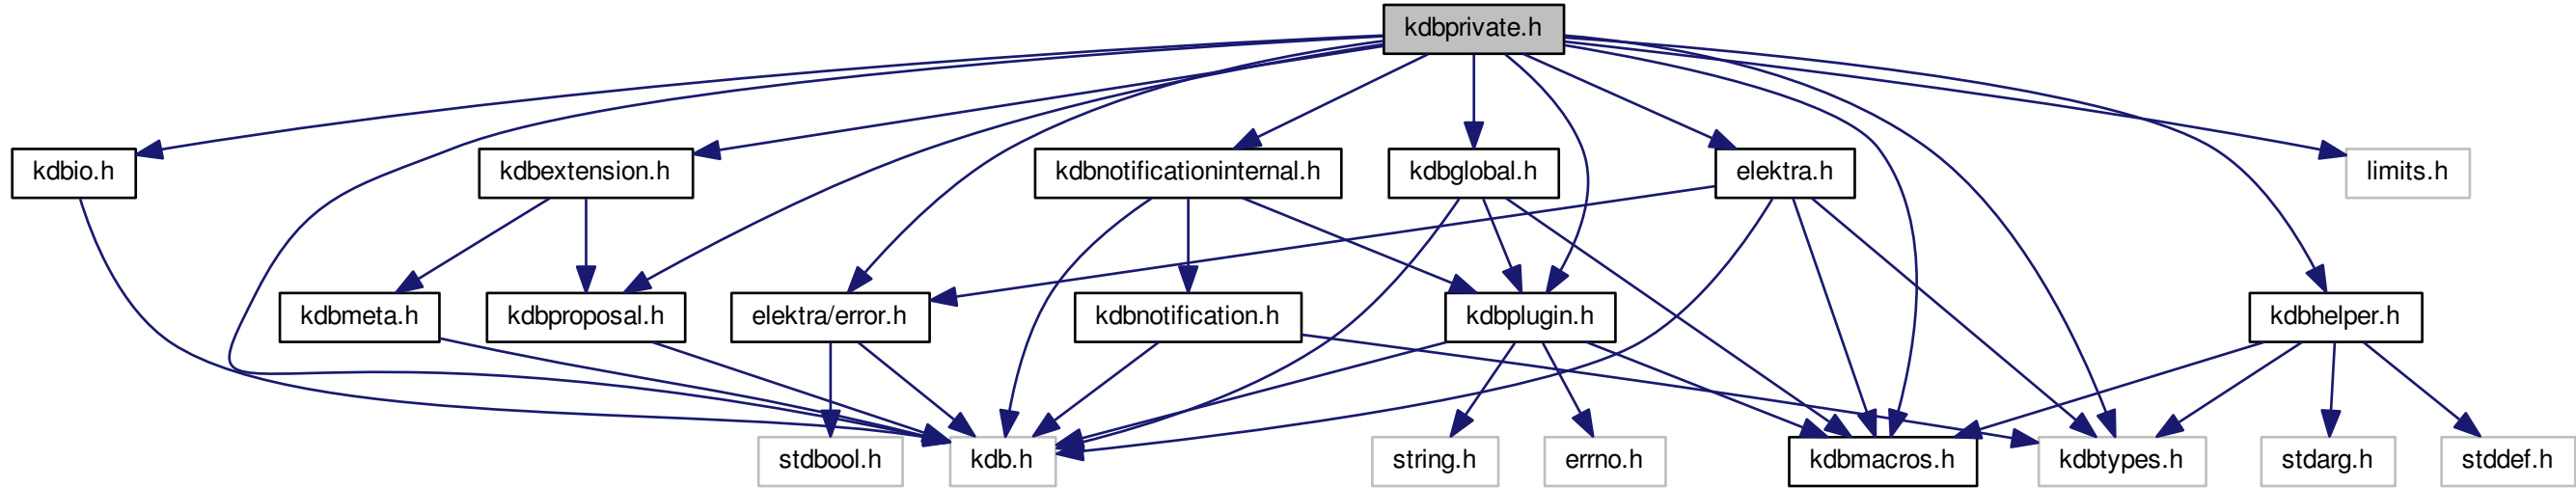 kdbprivate.h
kdbio.h
kdbextension.h
kdbnotificationinternal.h
kdbglobal.h
elektra.h
limits.h
kdbmeta.h
kdbproposal.h
elektra/error.h
kdbnotification.h
kdbplugin.h
kdbhelper.h
stdbool.h
kdb.h
string.h
errno.h
kdbmacros.h
kdbtypes.h
stdarg.h
stddef.h